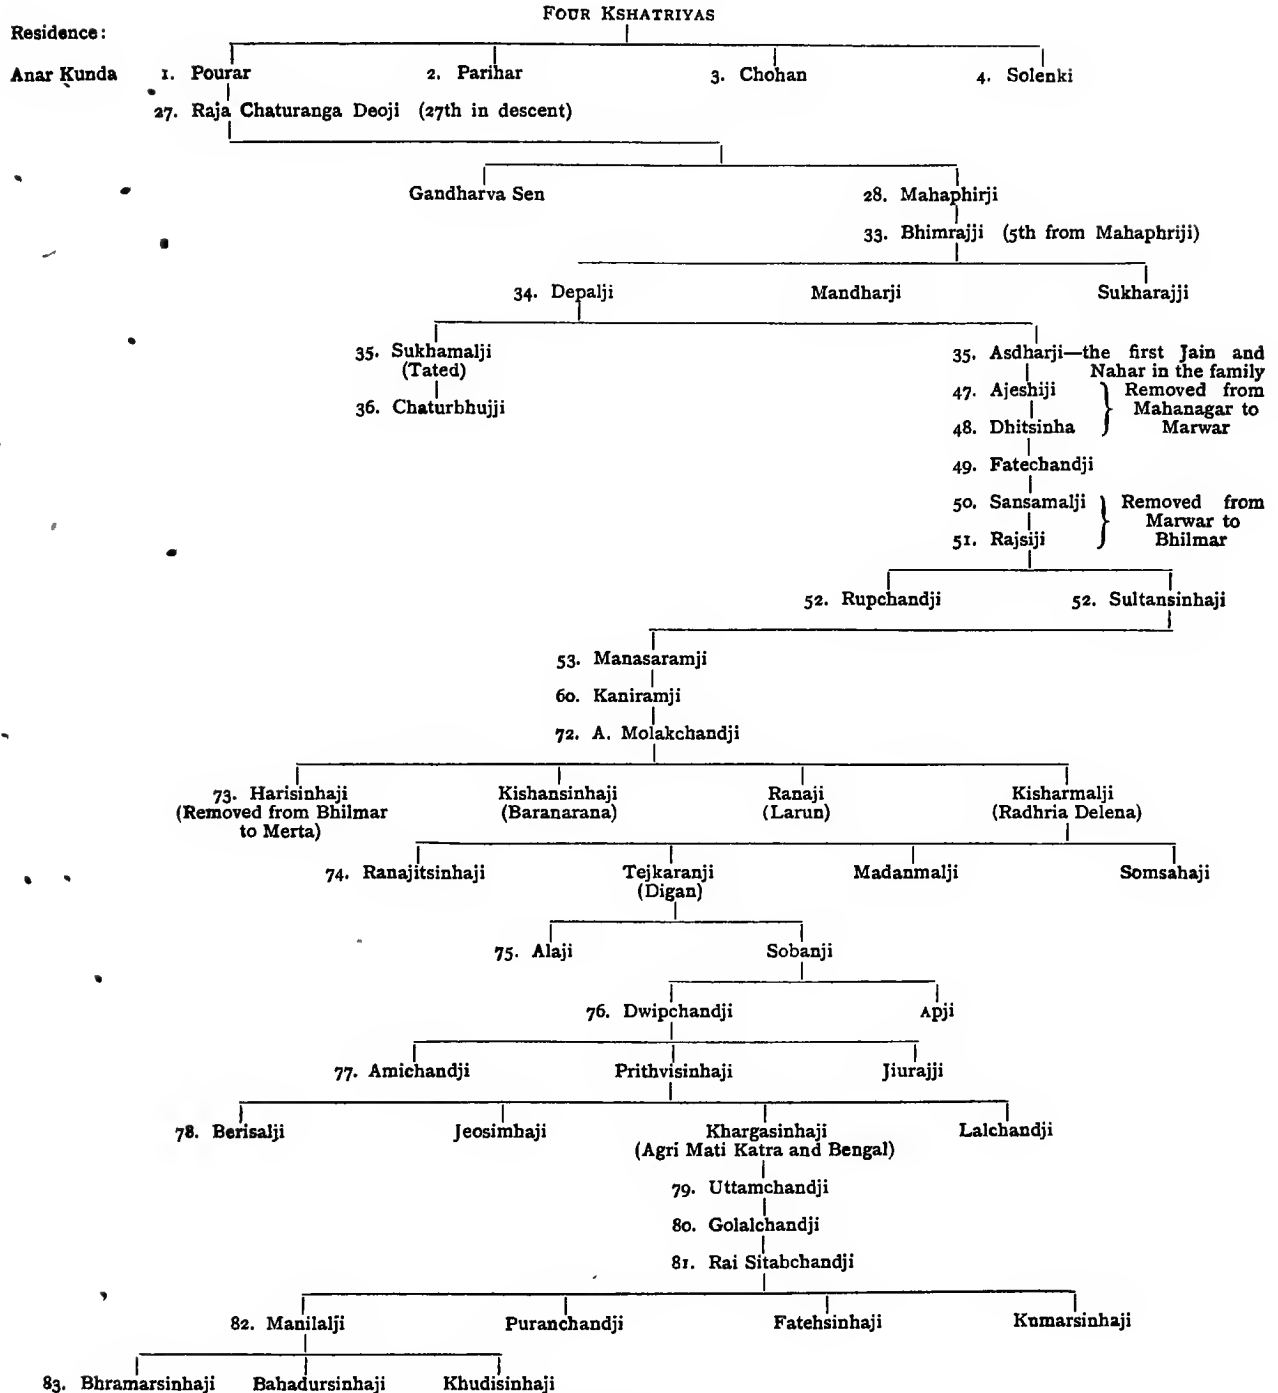 FOUR KSHATRIYAS
Residence:
Anar Kunda 1. Pourar 2. Parihar 3. Chohan 4. Solenki
27. Raja Chaturanga Deoji (27th in descent)
Gandharva Sen 28. Mahaphirji
33. Bhimrajji (5th from Mahaphriji)
34. Depalji Mandharji Sukharajji
35. Sukhamalji 35. Asdharji—the first Jain and
(Tated) Nahar in the family
36. Chaturbhujji 47. Ajeshiji } Removed from
Mahanagar to
48. Dhitsinha Marwar
49. Fatechandji
50. Sansamalji } Removed from
Marwar to
51. Rajsiji Bhilmar
52. Rupchandji 52. Sultansinhaji
53. Manasaramji
60. Kaniramji
72. A. Molakchandji
73. Harisinhaji Kishansinhaji Ranaji Kisharmalji
(Removed from Bhilmar (Baranarana) (Larun) (Radhria Delena)
to Merta)
74. Ranajitsinhaji Tejkaranji Madanmalji Somsahaji
(Digan)
75. Alaji Sobanji
76. Dwipchandji Apji
77. Amichandji Prithvisinhaji Jiurajji
78. Berisalji Jeosimhaji Khargasinhaji Lalchandji
(Agri Mati Katra and Bengal)
79. Uttamchandji
80. Golalchandji
81. Rai Sitabchandji
82. Manilalji Puranchandji Fatehsinhaji Knmarsinhaji
83. Bhramarsinhaji Bahadursinhaji Khudisinhaji